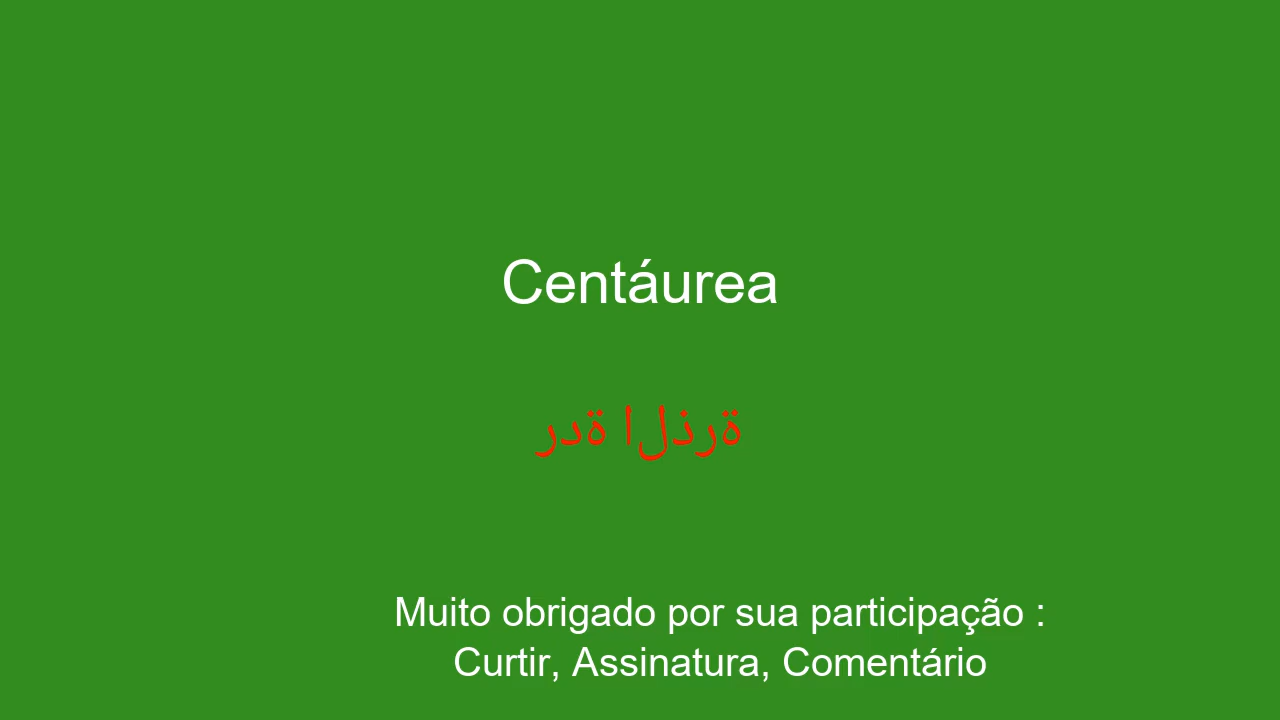 Centáurea
ردة الذرة
Muito obrigado por sua participação :
Curtir, Assinatura, Comentário